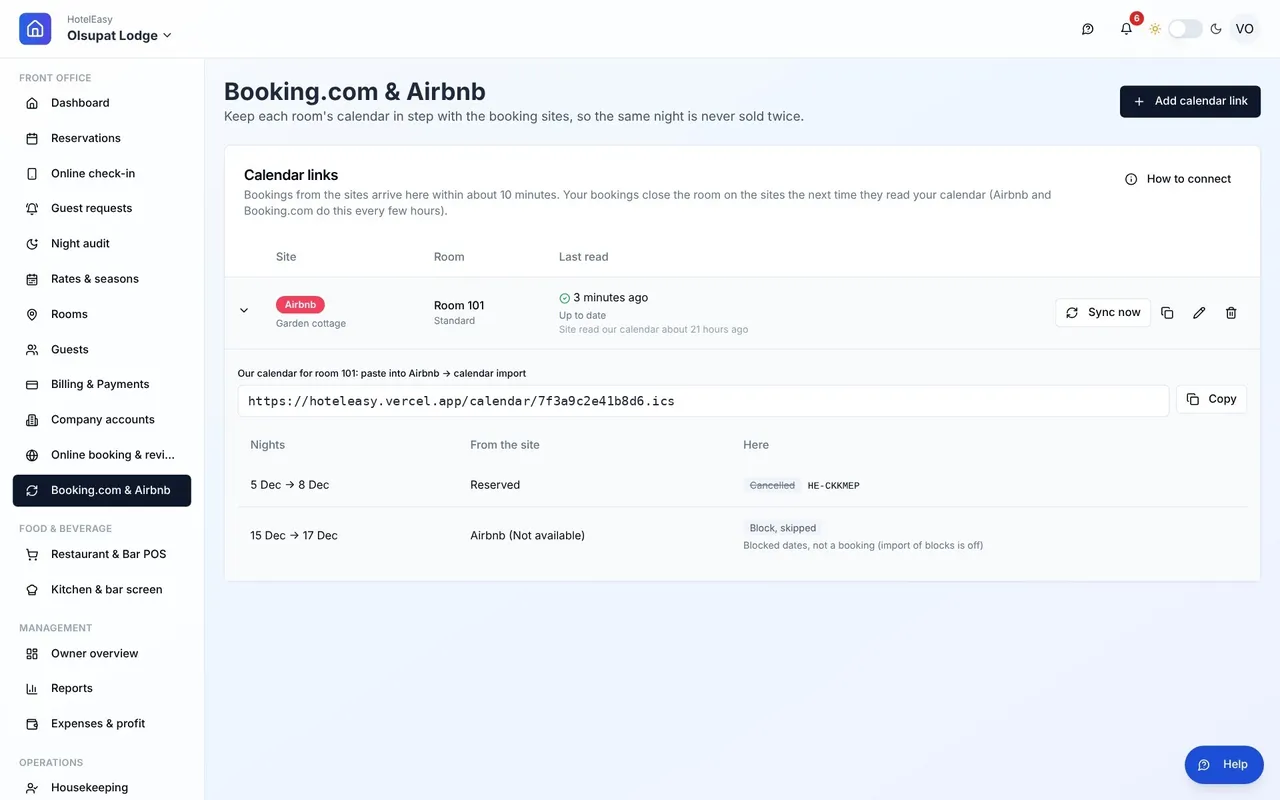 HotelEasy
Olsupat Lodge
6
VO
FRONT OFFICE
Dashboard
Reservations
Online check-in
Guest requests
Night audit
Rates & seasons
Rooms
Guests
Billing & Payments
Company accounts
Online booking & revi...
Booking.com & Airbnb
FOOD & BEVERAGE
Restaurant & Bar POS
Kitchen & bar screen
MANAGEMENT
Owner overview
Reports
Expenses & profit
OPERATIONS
Housekeeping
Booking.com & Airbnb
Keep each room's calendar in step with the booking sites, so the same night is never sold twice.
Add calendar link
Calendar links
Bookings from the sites arrive here within about 10 minutes. Your bookings close the room on the sites the next time they read your calendar (Airbnb and
Booking.com do this every few hours).
How to connect
Site Room Last read
Airbnb
Garden cottage
Room 101
Standard
3 minutes ago
Up to date
Site read our calendar about 21 hours ago
Sync now
Our calendar for room 101: paste into Airbnb → calendar import
https://hoteleasy.vercel.app/calendar/7f3a9c2e41b8d6.ics
Copy
Nights From the site Here
5 Dec → 8 Dec Reserved Cancelled HE-CKKMEP
15 Dec → 17 Dec Airbnb (Not available) Block, skipped
Blocked dates, not a booking (import of blocks is off)
Help